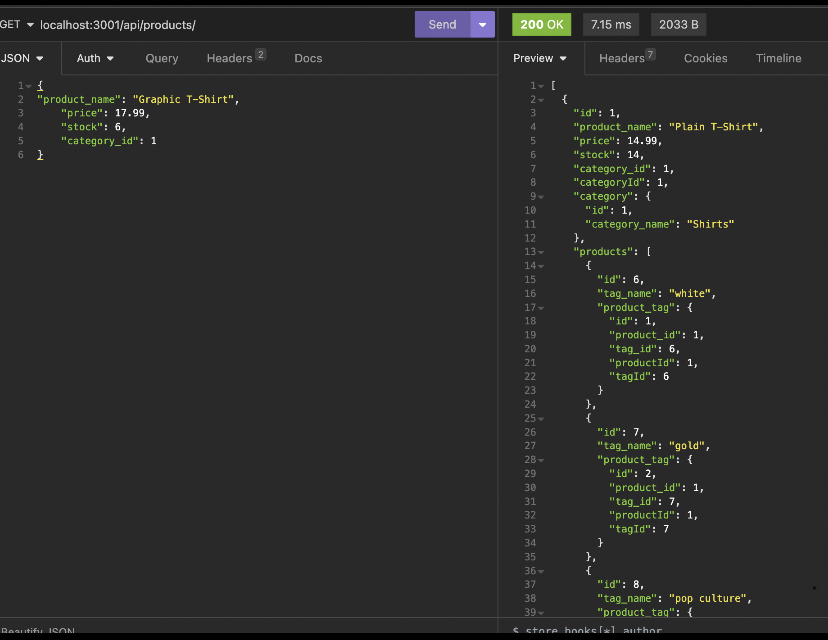 GET localhost:3001/api/products/ Send
200 OK 7.15 ms 2033 B
JSON Auth Query Headers 2 Docs
Preview Headers 7 Cookies Timeline
1 {
2 "product_name": "Graphic T-Shirt",
3 "price": 17.99,
4 "stock": 6,
5 "category_id": 1
6 }
1 [
2 {
3 "id": 1,
4 "product_name": "Plain T-Shirt",
5 "price": 14.99,
6 "stock": 14,
7 "category_id": 1,
8 "categoryId": 1,
9 "category": {
10 "id": 1,
11 "category_name": "Shirts"
12 },
13 "products": [
14 {
15 "id": 6,
16 "tag_name": "white",
17 "product_tag": {
18 "id": 1,
19 "product_id": 1,
20 "tag_id": 6,
21 "productId": 1,
22 "tagId": 6
23 }
24 },
25 {
26 "id": 7,
27 "tag_name": "gold",
28 "product_tag": {
29 "id": 2,
30 "product_id": 1,
31 "tag_id": 7,
32 "productId": 1,
33 "tagId": 7
34 }
35 },
36 {
37 "id": 8,
38 "tag_name": "pop culture",
39 "product_tag": {
Beautify JSON
$.store.books[*].author